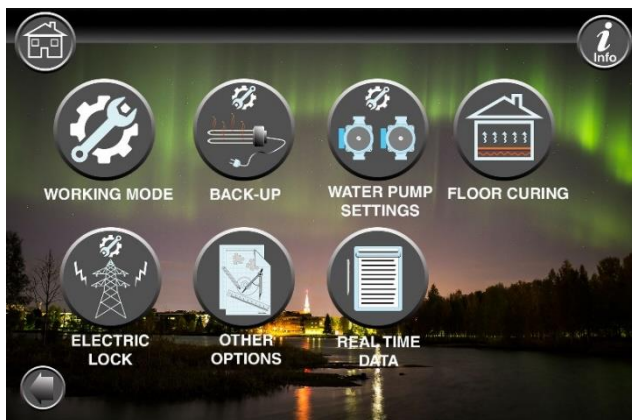 i
Info
WORKING MODE
BACK-UP
WATER PUMP
SETTINGS
FLOOR CURING
ELECTRIC
LOCK
OTHER
OPTIONS
REAL TIME
DATA